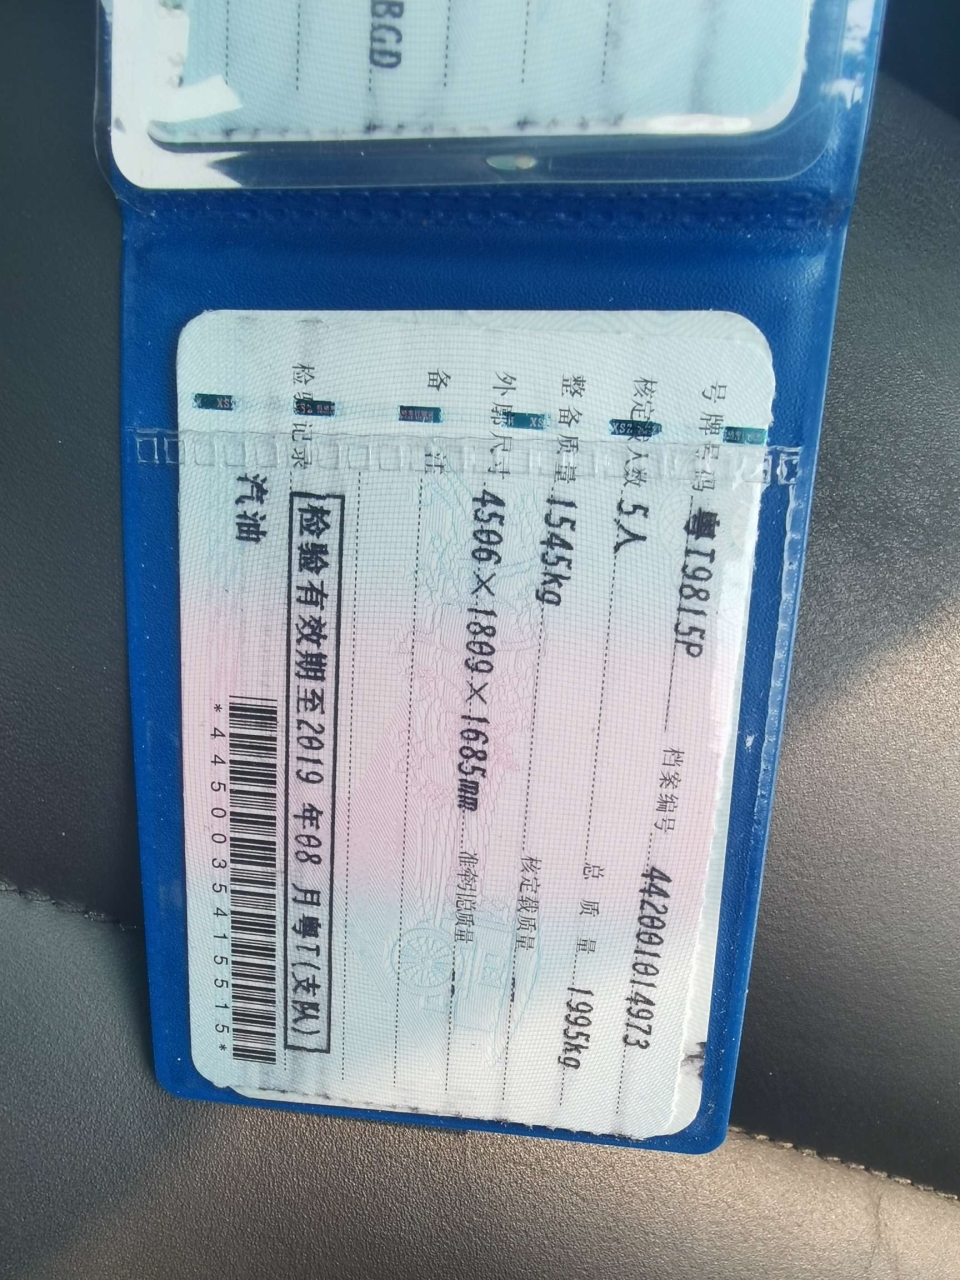 BGD
号牌号码 粤T9815P 档案编号 442001014973
核定载人数 5人 总质量 1995kg
整备质量 1545kg 核定载质量 --
外廓尺寸 4506×1809×1685mm 准牵引总质量 --
备注
检验记录 检验有效期至2019年08月粤T(支队)
汽油
*4450035415515*